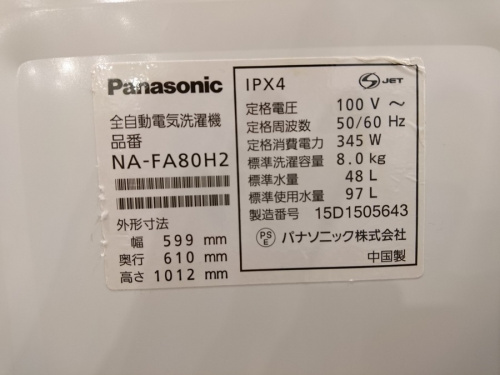 Panasonic
全自動電気洗濯機
品番
NA-FA80H2
外形寸法
幅 599 mm
奥行 610 mm
高さ 1012 mm
IPX4
S JET
定格電圧 100 V ～
定格周波数 50/60 Hz
定格消費電力 345 W
標準洗濯容量 8.0 kg
標準水量 48 L
標準使用水量 97 L
製造番号 15D1505643
PSE パナソニック株式会社
中国製